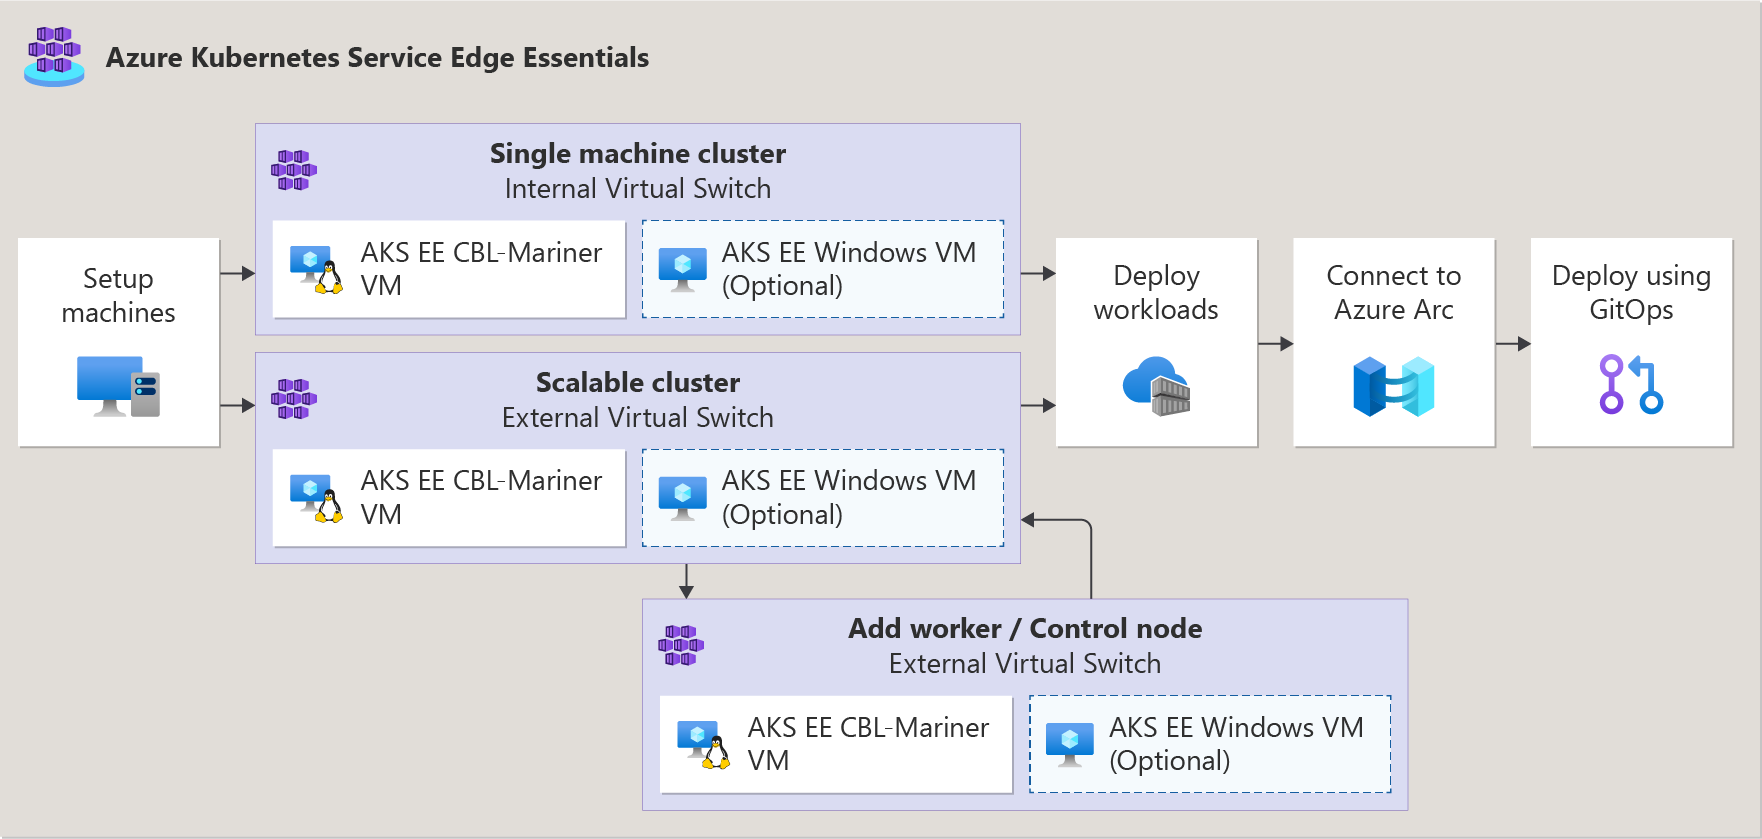 Azure Kubernetes Service Edge Essentials
Setup
machines
Single machine cluster
Internal Virtual Switch
AKS EE CBL-Mariner
VM
AKS EE Windows VM
(Optional)
Scalable cluster
External Virtual Switch
AKS EE CBL-Mariner
VM
AKS EE Windows VM
(Optional)
Add worker / Control node
External Virtual Switch
AKS EE CBL-Mariner
VM
AKS EE Windows VM
(Optional)
Deploy
workloads
Connect to
Azure Arc
Deploy using
GitOps